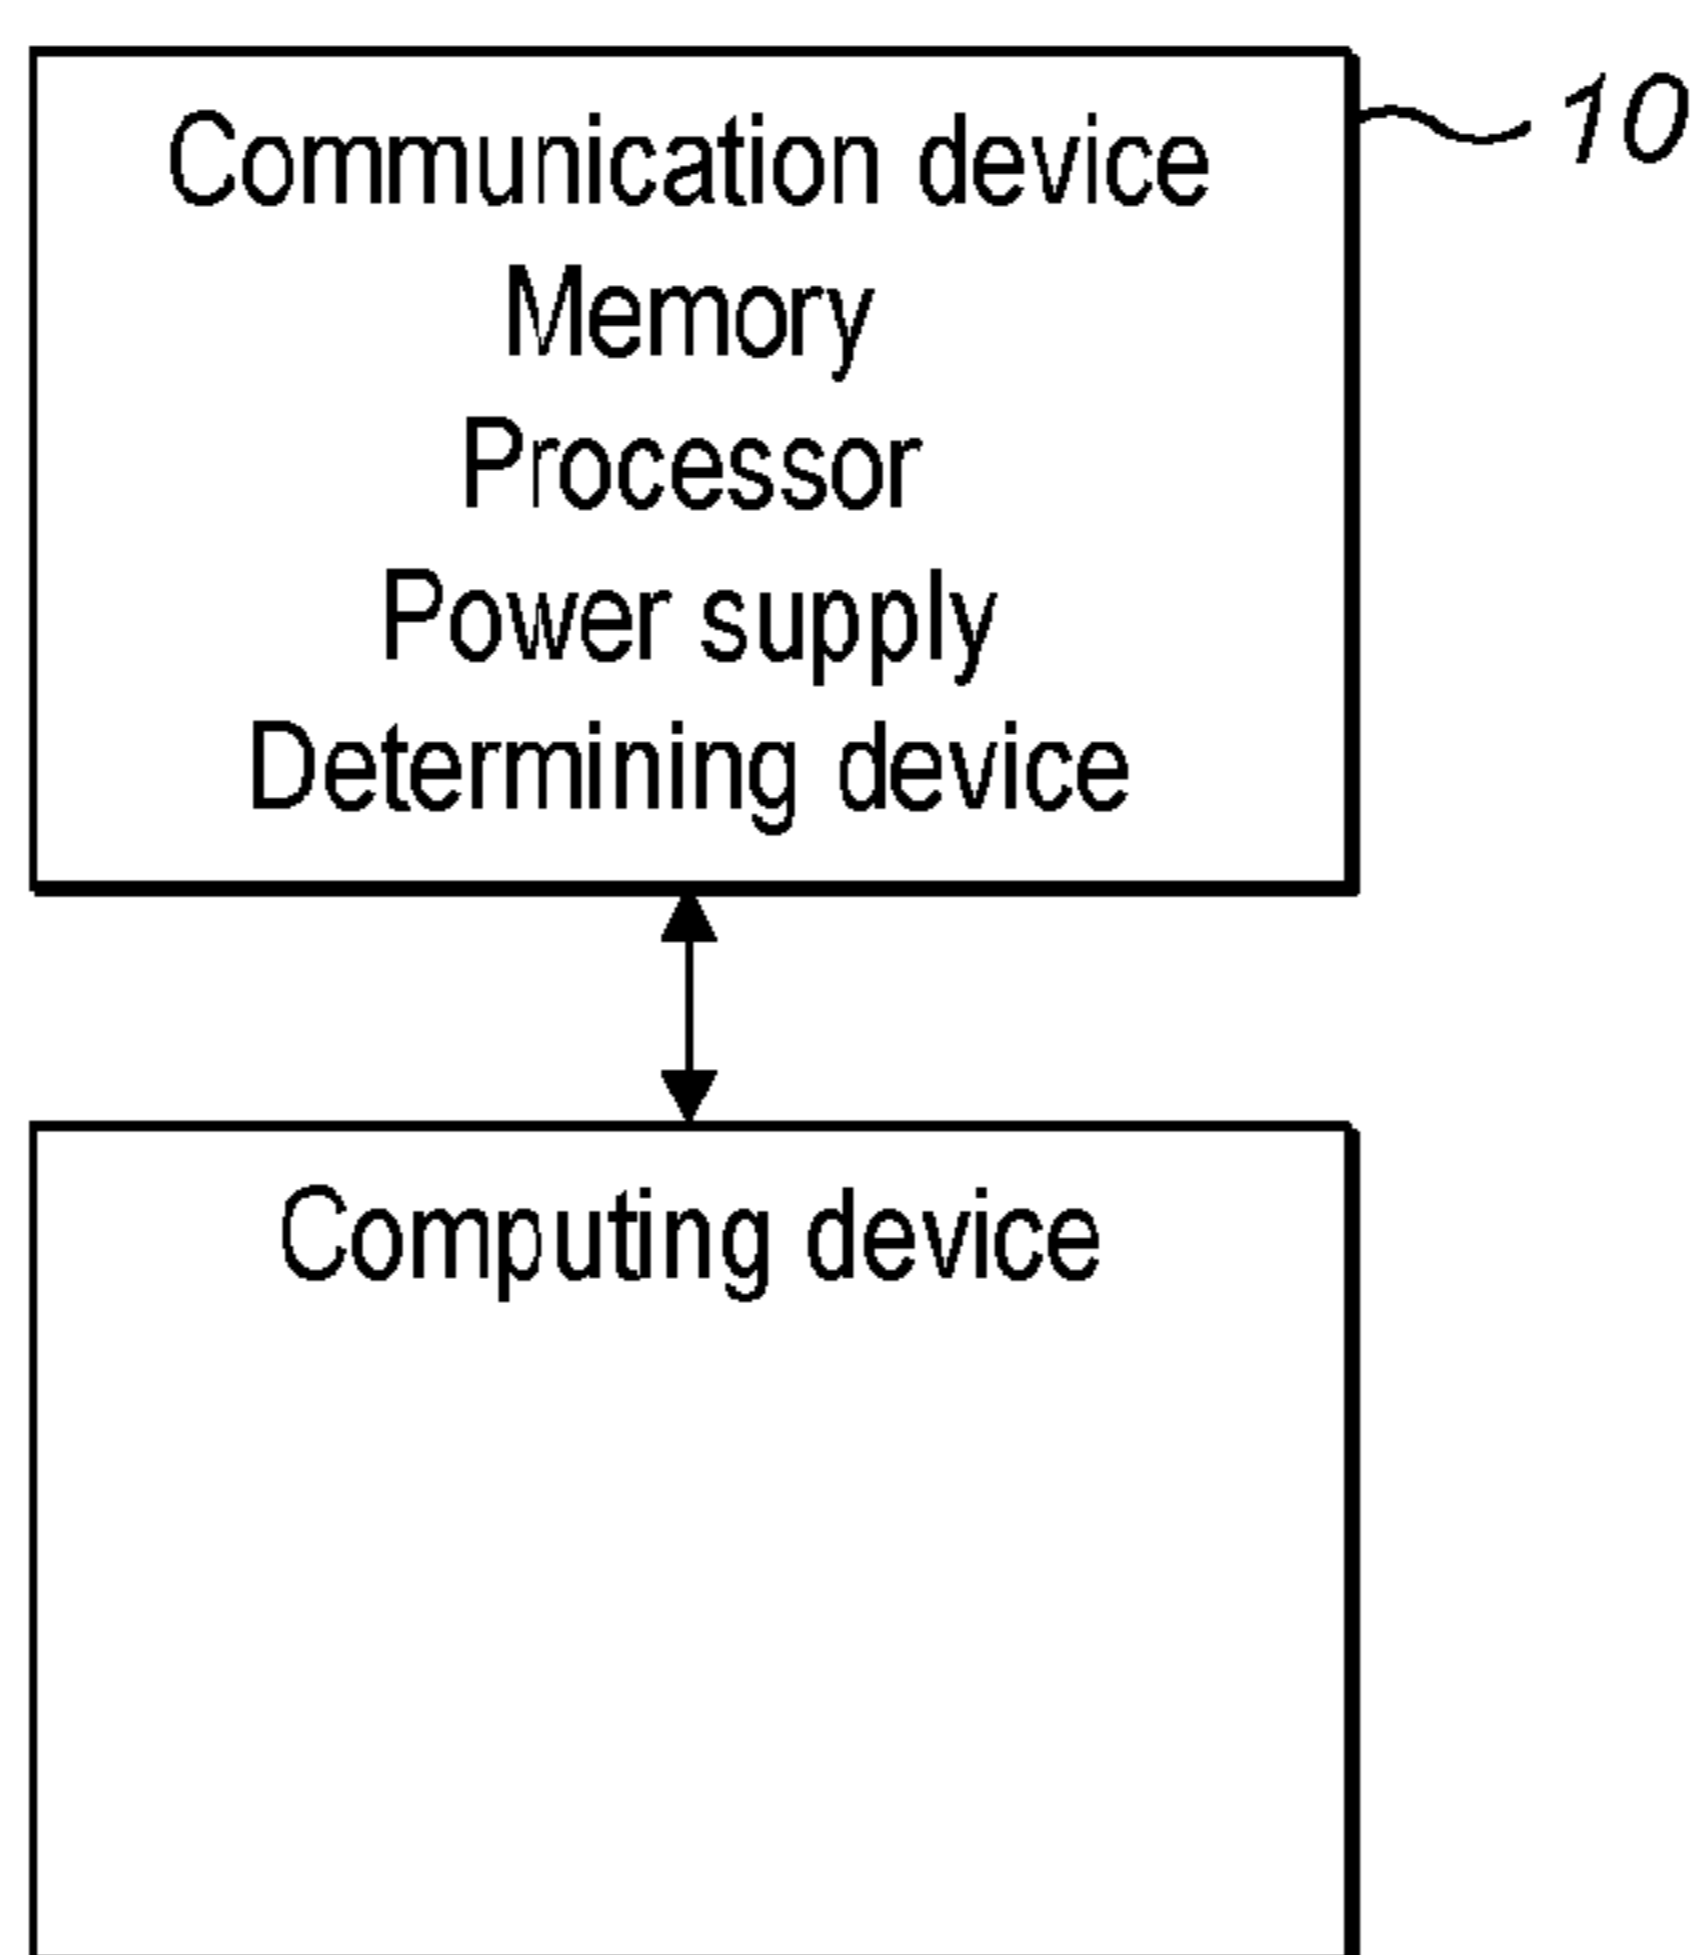 Communication device
10
Memory
Processor
Power supply
Determining device
Computing device